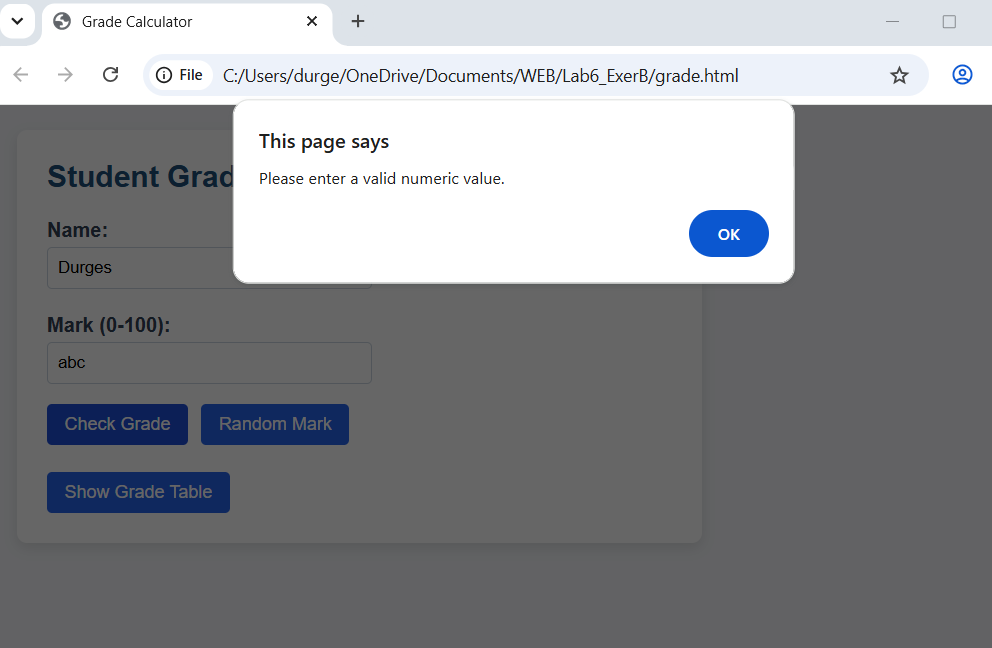 Grade Calculator
File C:/Users/durge/OneDrive/Documents/WEB/Lab6_ExerB/grade.html
This page says
Please enter a valid numeric value.
OK
Student Grad
Name:
Durges
Mark (0-100):
abc
Check Grade Random Mark
Show Grade Table